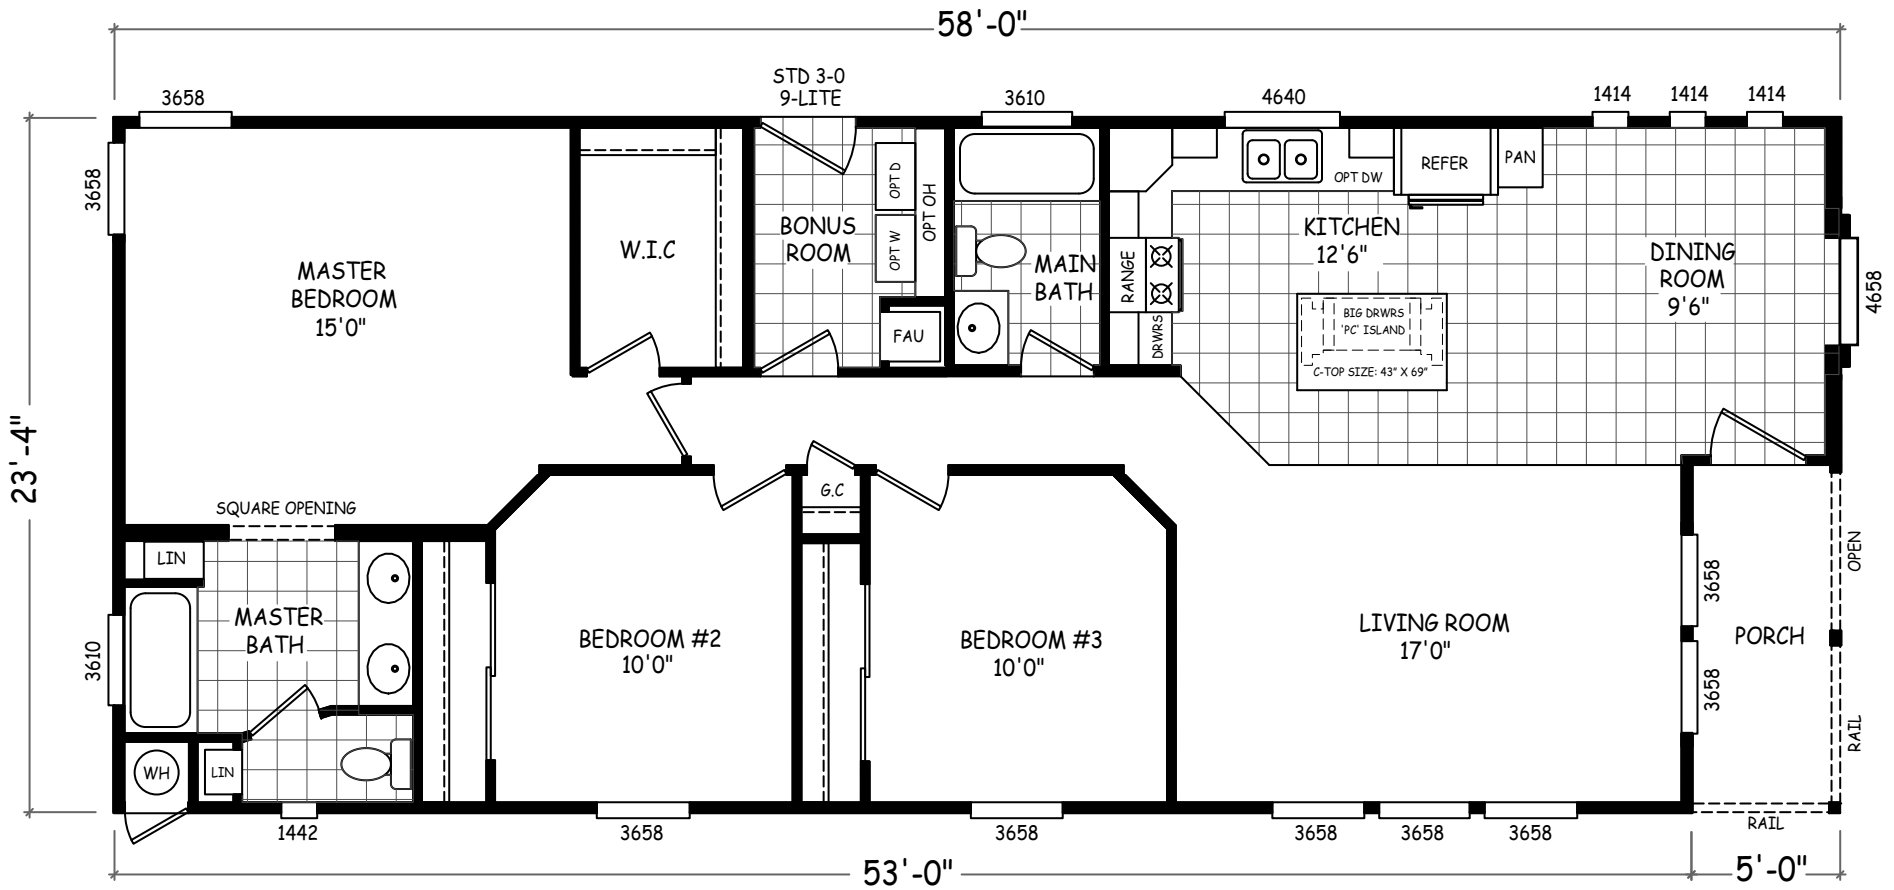 58'-0"
STD 3-0
9-LITE
3658
3610
4640
1414
1414
1414
3658
MASTER
BEDROOM
15'0"
W.I.C
BONUS
ROOM
OPT D
OPT W
OPT OH
FAU
MAIN
BATH
RANGE
DRWRS
OPT DW
REFER
PAN
KITCHEN
12'6"
BIG DRWRS
'PC' ISLAND
C-TOP SIZE: 43" X 69"
DINING
ROOM
9'6"
4658
23'-4"
SQUARE OPENING
LIN
MASTER
BATH
3610
WH
LIN
G.C
BEDROOM #2
10'0"
BEDROOM #3
10'0"
LIVING ROOM
17'0"
3658
3658
PORCH
OPEN
RAIL
RAIL
1442
3658
3658
3658
3658
3658
53'-0"
5'-0"